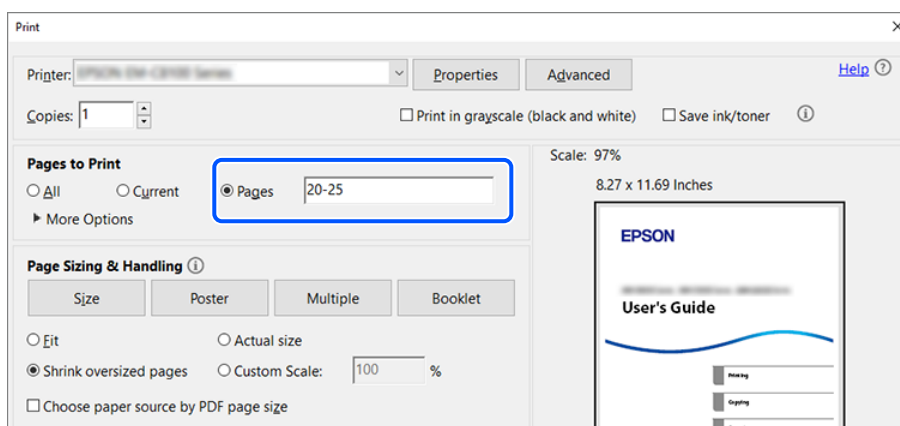 Print
Printer: Properties Advanced Help
Copies: 1 Print in grayscale (black and white) Save ink/toner
Pages to Print
All Current Pages 20-25
More Options
Scale: 97%
8.27 x 11.69 Inches
Page Sizing & Handling
Size Poster Multiple Booklet
Fit Actual size
Shrink oversized pages Custom Scale: 100 %
Choose paper source by PDF page size
EPSON
User's Guide
Printing
Copying